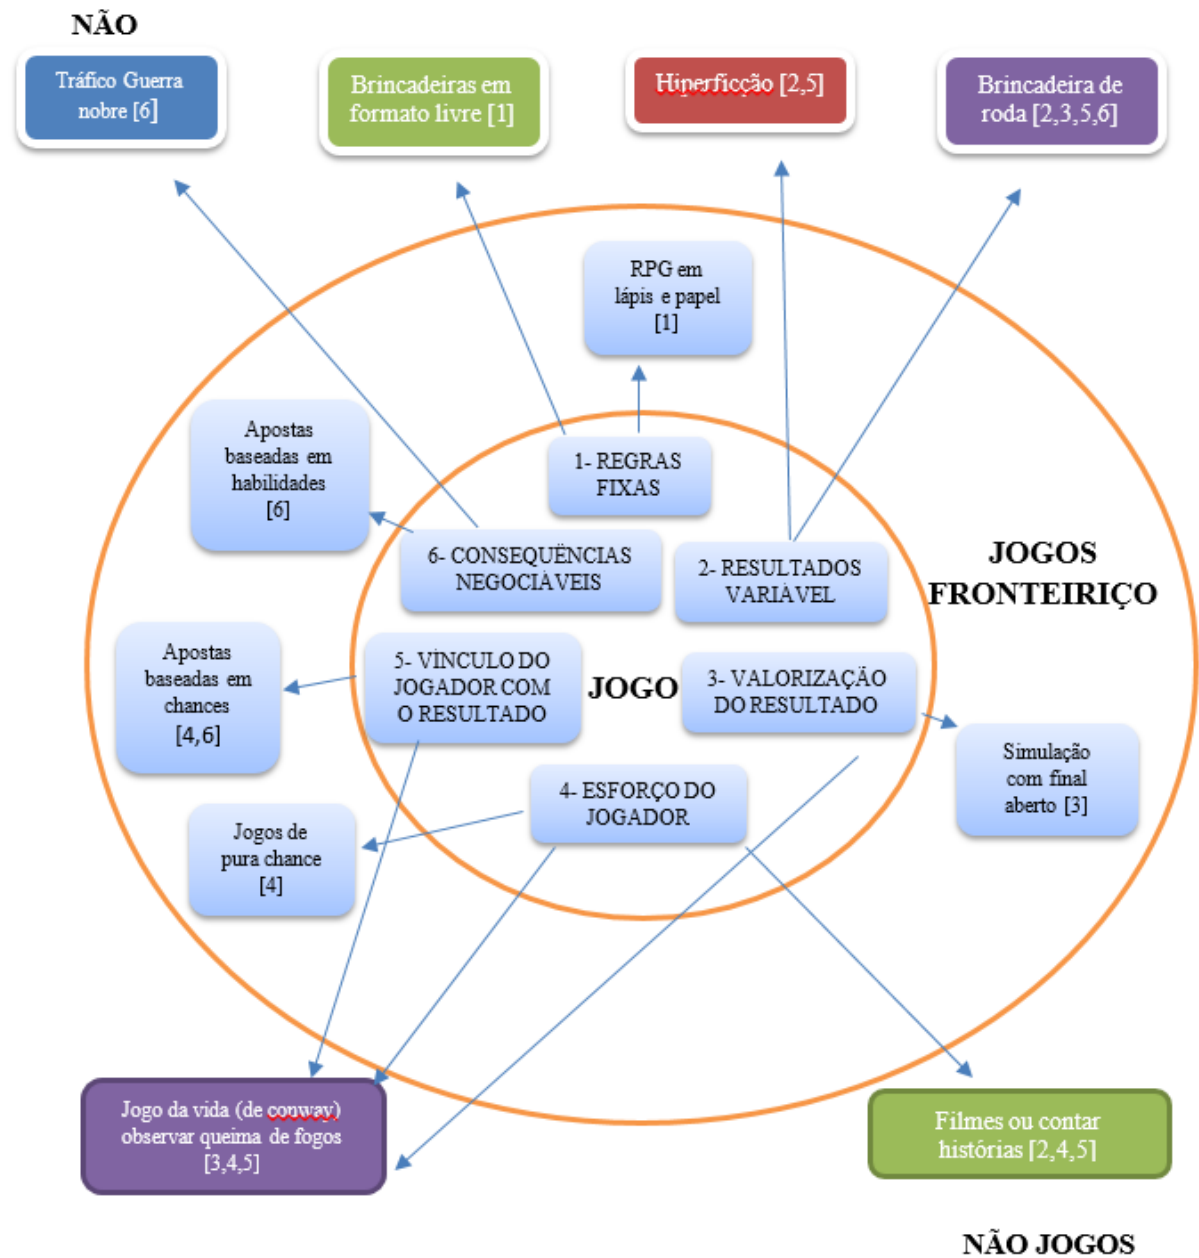 NÃO
Tráfico Guerra
nobre [6]
Brincadeiras em
formato livre [1]
Hiperficção [2,5]
Brincadeira de
roda [2,3,5,6]
RPG em
lápis e papel
[1]
Apostas
baseadas em
habilidades
[6]
1- REGRAS
FIXAS
6- CONSEQUÊNCIAS
NEGOCIÁVEIS
2- RESULTADOS
VARIÁVEL
JOGOS
FRONTEIRIÇO
Apostas
baseadas em
chances
[4,6]
5- VÍNCULO DO
JOGADOR COM
O RESULTADO
JOGO
3- VALORIZAÇÃO
DO RESULTADO
Simulação
com final
aberto [3]
4- ESFORÇO DO
JOGADOR
Jogos de
pura chance
[4]
Jogo da vida (de conway)
observar queima de fogos
[3,4,5]
Filmes ou contar
histórias [2,4,5]
NÃO JOGOS